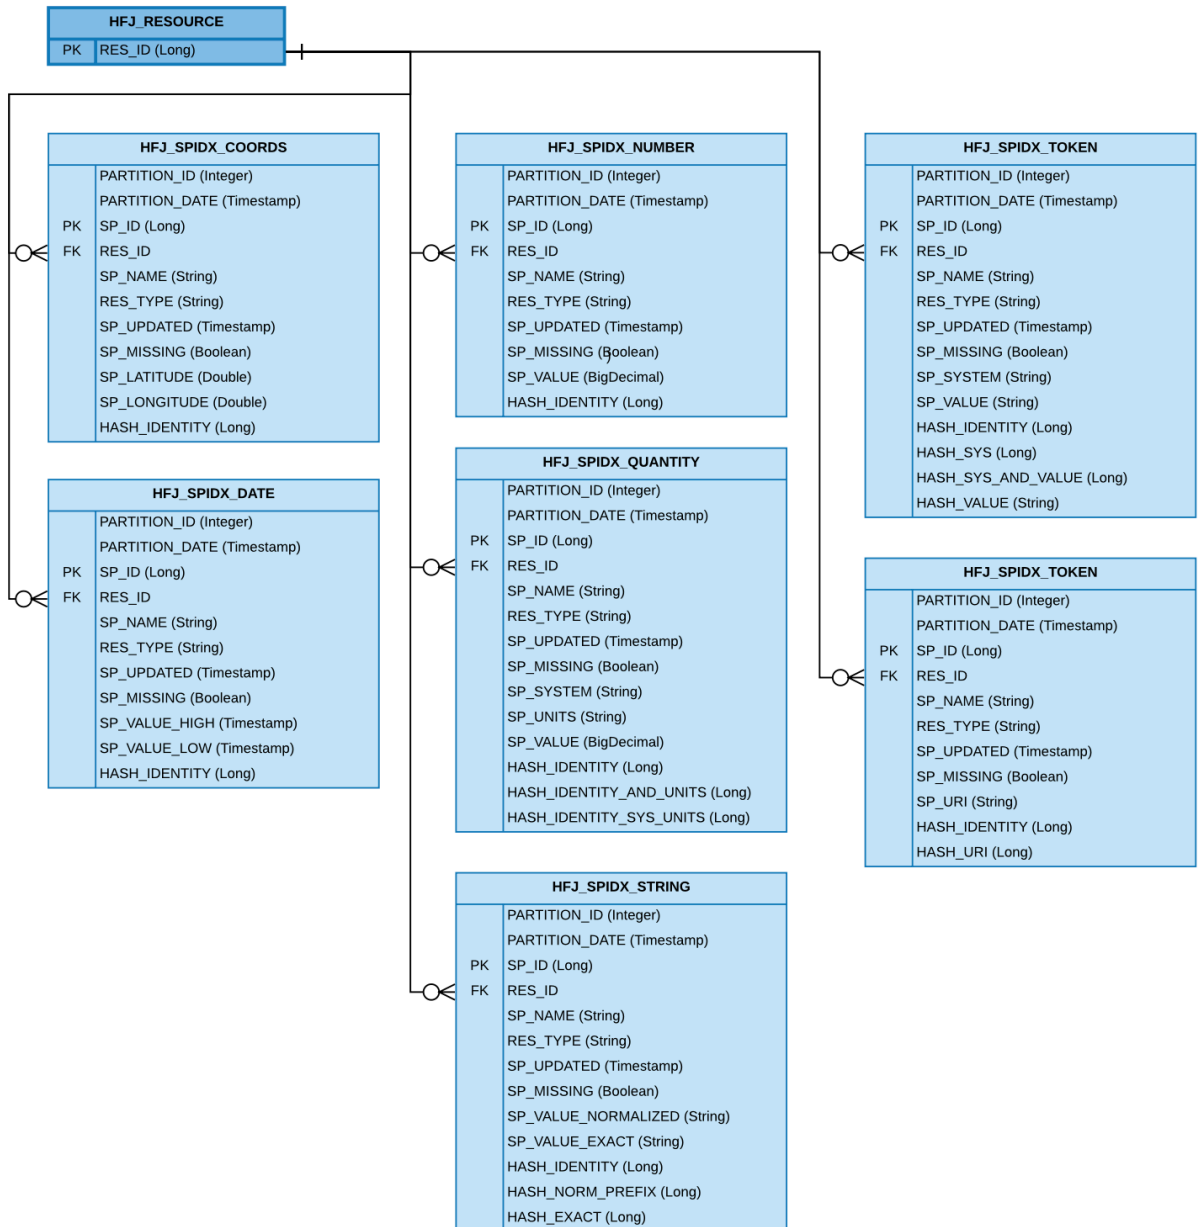 HFJ_RESOURCE
PK RES_ID (Long)
HFJ_SPIDX_COORDS
PARTITION_ID (Integer)
PARTITION_DATE (Timestamp)
PK SP_ID (Long)
FK RES_ID
SP_NAME (String)
RES_TYPE (String)
SP_UPDATED (Timestamp)
SP_MISSING (Boolean)
SP_LATITUDE (Double)
SP_LONGITUDE (Double)
HASH_IDENTITY (Long)
HFJ_SPIDX_DATE
PARTITION_ID (Integer)
PARTITION_DATE (Timestamp)
PK SP_ID (Long)
FK RES_ID
SP_NAME (String)
RES_TYPE (String)
SP_UPDATED (Timestamp)
SP_MISSING (Boolean)
SP_VALUE_HIGH (Timestamp)
SP_VALUE_LOW (Timestamp)
HASH_IDENTITY (Long)
HFJ_SPIDX_NUMBER
PARTITION_ID (Integer)
PARTITION_DATE (Timestamp)
PK SP_ID (Long)
FK RES_ID
SP_NAME (String)
RES_TYPE (String)
SP_UPDATED (Timestamp)
SP_MISSING (Boolean)
SP_VALUE (BigDecimal)
HASH_IDENTITY (Long)
HFJ_SPIDX_QUANTITY
PARTITION_ID (Integer)
PARTITION_DATE (Timestamp)
PK SP_ID (Long)
FK RES_ID
SP_NAME (String)
RES_TYPE (String)
SP_UPDATED (Timestamp)
SP_MISSING (Boolean)
SP_SYSTEM (String)
SP_UNITS (String)
SP_VALUE (BigDecimal)
HASH_IDENTITY (Long)
HASH_IDENTITY_AND_UNITS (Long)
HASH_IDENTITY_SYS_UNITS (Long)
HFJ_SPIDX_STRING
PARTITION_ID (Integer)
PARTITION_DATE (Timestamp)
PK SP_ID (Long)
FK RES_ID
SP_NAME (String)
RES_TYPE (String)
SP_UPDATED (Timestamp)
SP_MISSING (Boolean)
SP_VALUE_NORMALIZED (String)
SP_VALUE_EXACT (String)
HASH_IDENTITY (Long)
HASH_NORM_PREFIX (Long)
HASH_EXACT (Long)
HFJ_SPIDX_TOKEN
PARTITION_ID (Integer)
PARTITION_DATE (Timestamp)
PK SP_ID (Long)
FK RES_ID
SP_NAME (String)
RES_TYPE (String)
SP_UPDATED (Timestamp)
SP_MISSING (Boolean)
SP_SYSTEM (String)
SP_VALUE (String)
HASH_IDENTITY (Long)
HASH_SYS (Long)
HASH_SYS_AND_VALUE (Long)
HASH_VALUE (String)
HFJ_SPIDX_TOKEN
PARTITION_ID (Integer)
PARTITION_DATE (Timestamp)
PK SP_ID (Long)
FK RES_ID
SP_NAME (String)
RES_TYPE (String)
SP_UPDATED (Timestamp)
SP_MISSING (Boolean)
SP_URI (String)
HASH_IDENTITY (Long)
HASH_URI (Long)